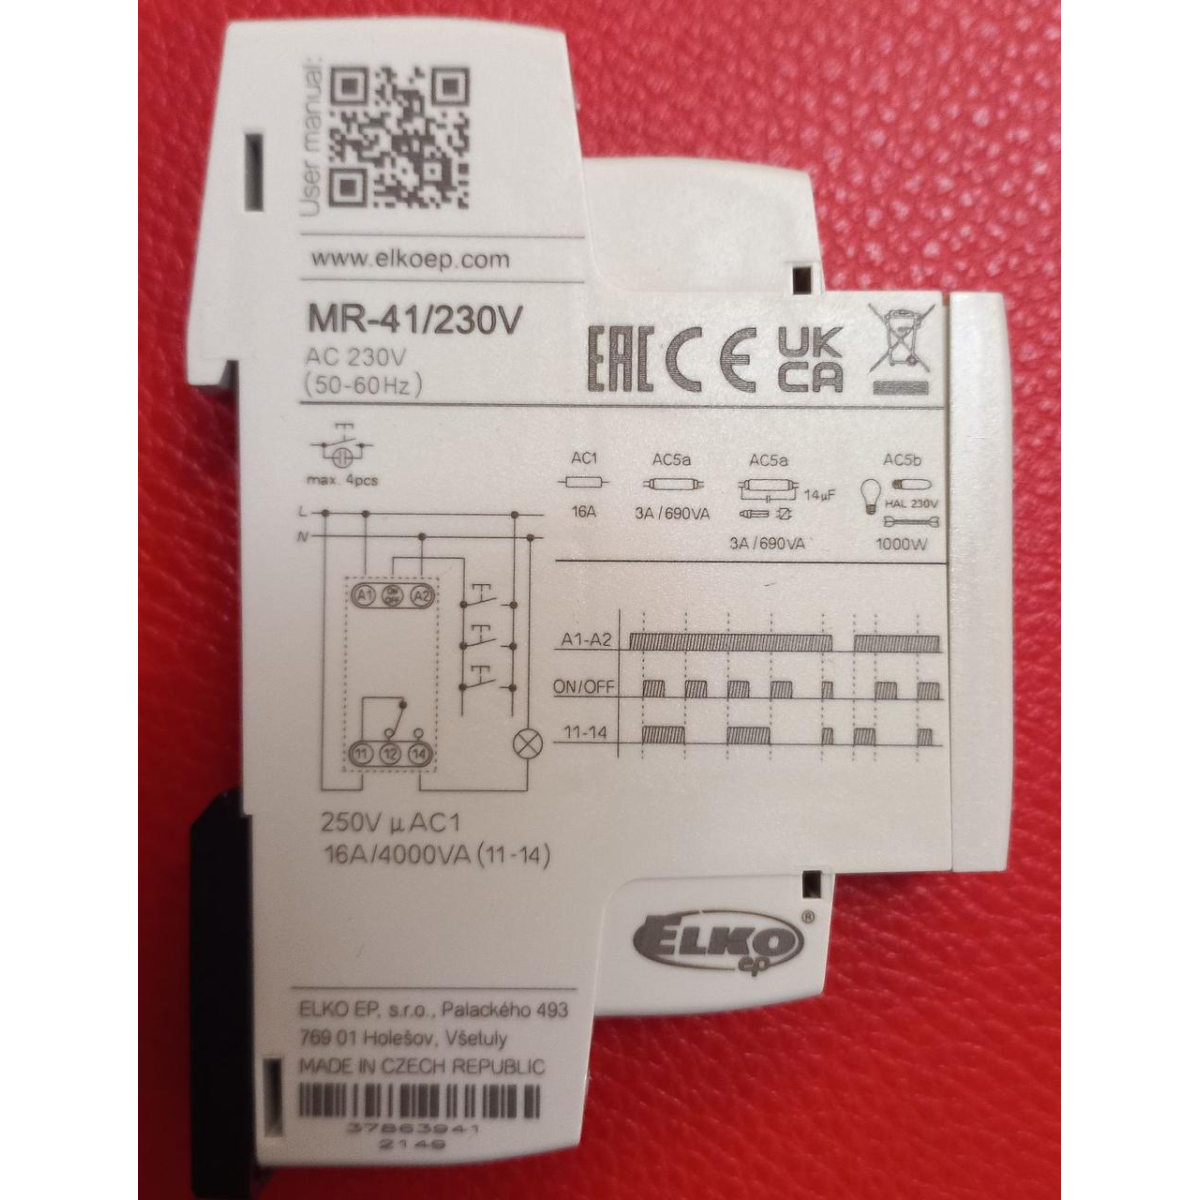 User manual:
www.elkoep.com
MR-41/230V
AC 230V
(50-60Hz)
EAC CE UK
CA
max. 4pcs
AC1
16A
AC5a
3A/690VA
AC5a
14µF
3A/690VA
AC5b
HAL 230V
1000W
L
N
A1 ON
OFF A2
11 12 14
A1-A2
ON/OFF
11-14
250V µ AC1
16A/4000VA (11-14)
ELKO ®
ep
ELKO EP, s.r.o., Palackého 493
769 01 Holešov, Všetuly
MADE IN CZECH REPUBLIC
37863941
2149